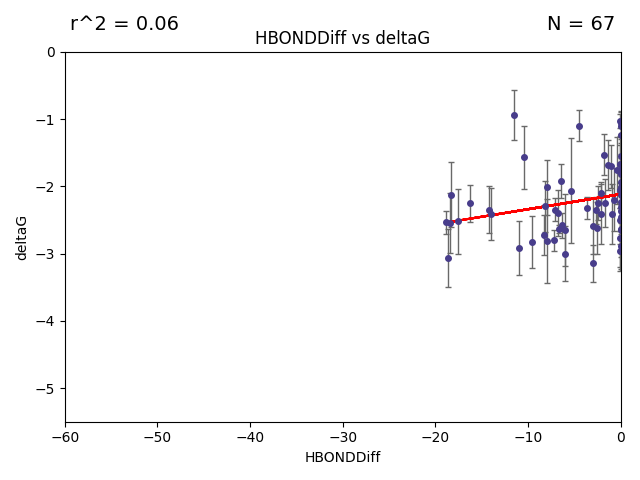 r^2 = 0.06
N = 67
HBONDDiff vs deltaG
0
−1
−2
−3
−4
−5
deltaG
−60
−50
−40
−30
−20
−10
0
HBONDDiff